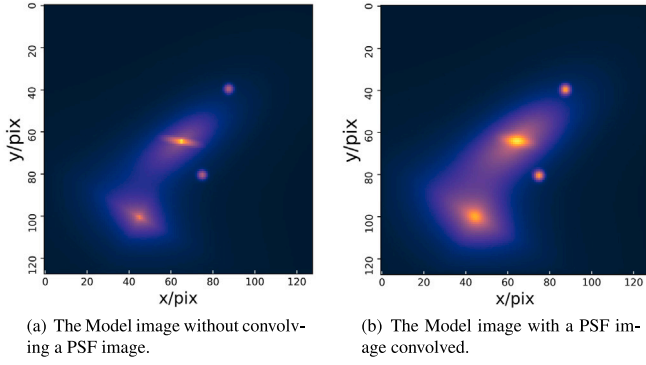 0
20
40
60
80
100
120
y/pix
0 20 40 60 80 100 120
x/pix
0
20
40
60
80
100
120
y/pix
0 20 40 60 80 100 120
x/pix
(a) The Model image without convolv-
ing a PSF image.
(b) The Model image with a PSF im-
age convolved.